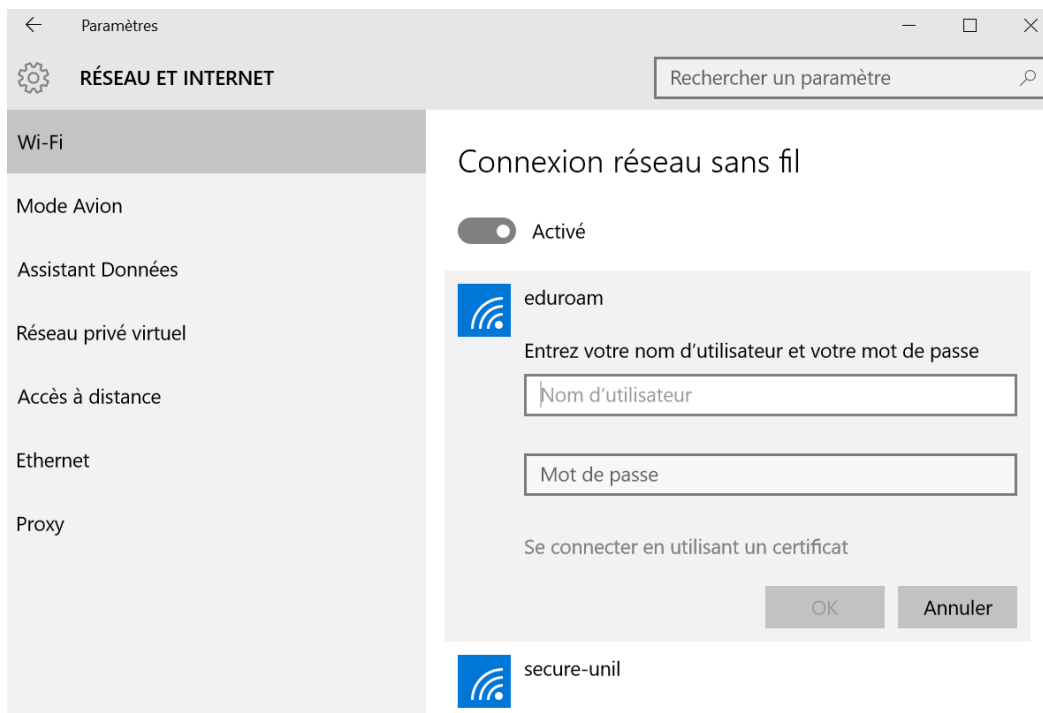 Paramètres
RÉSEAU ET INTERNET
Rechercher un paramètre
Wi-Fi
Mode Avion
Assistant Données
Réseau privé virtuel
Accès à distance
Ethernet
Proxy
Connexion réseau sans fil
Activé
eduroam
Entrez votre nom d’utilisateur et votre mot de passe
Nom d’utilisateur
Mot de passe
Se connecter en utilisant un certificat
OK Annuler
secure-unil